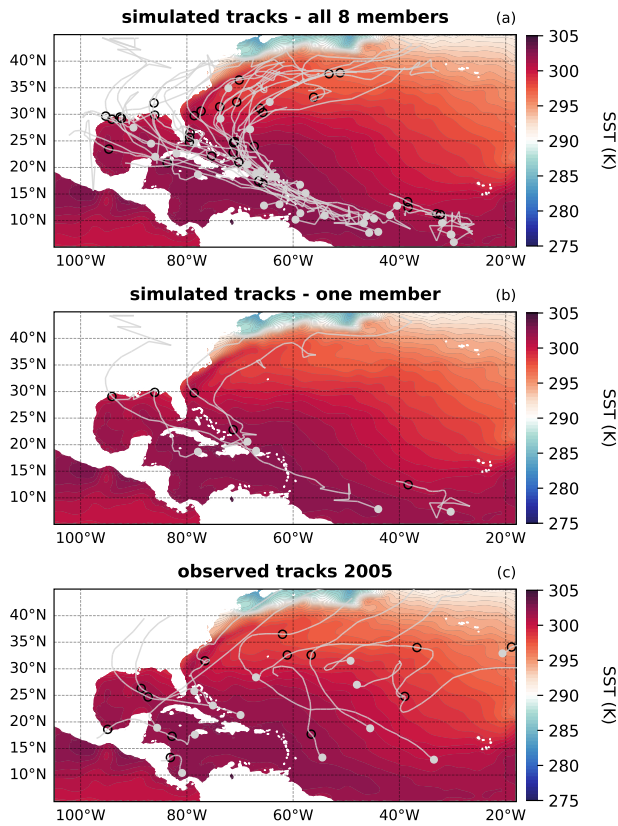 simulated tracks - all 8 members (a)
40°N
35°N
30°N
25°N
20°N
15°N
10°N
100°W 80°W 60°W 40°W 20°W
305
300
295
290
285
280
275
SST (K)
simulated tracks - one member (b)
40°N
35°N
30°N
25°N
20°N
15°N
10°N
100°W 80°W 60°W 40°W 20°W
305
300
295
290
285
280
275
SST (K)
observed tracks 2005 (c)
40°N
35°N
30°N
25°N
20°N
15°N
10°N
100°W 80°W 60°W 40°W 20°W
305
300
295
290
285
280
275
SST (K)